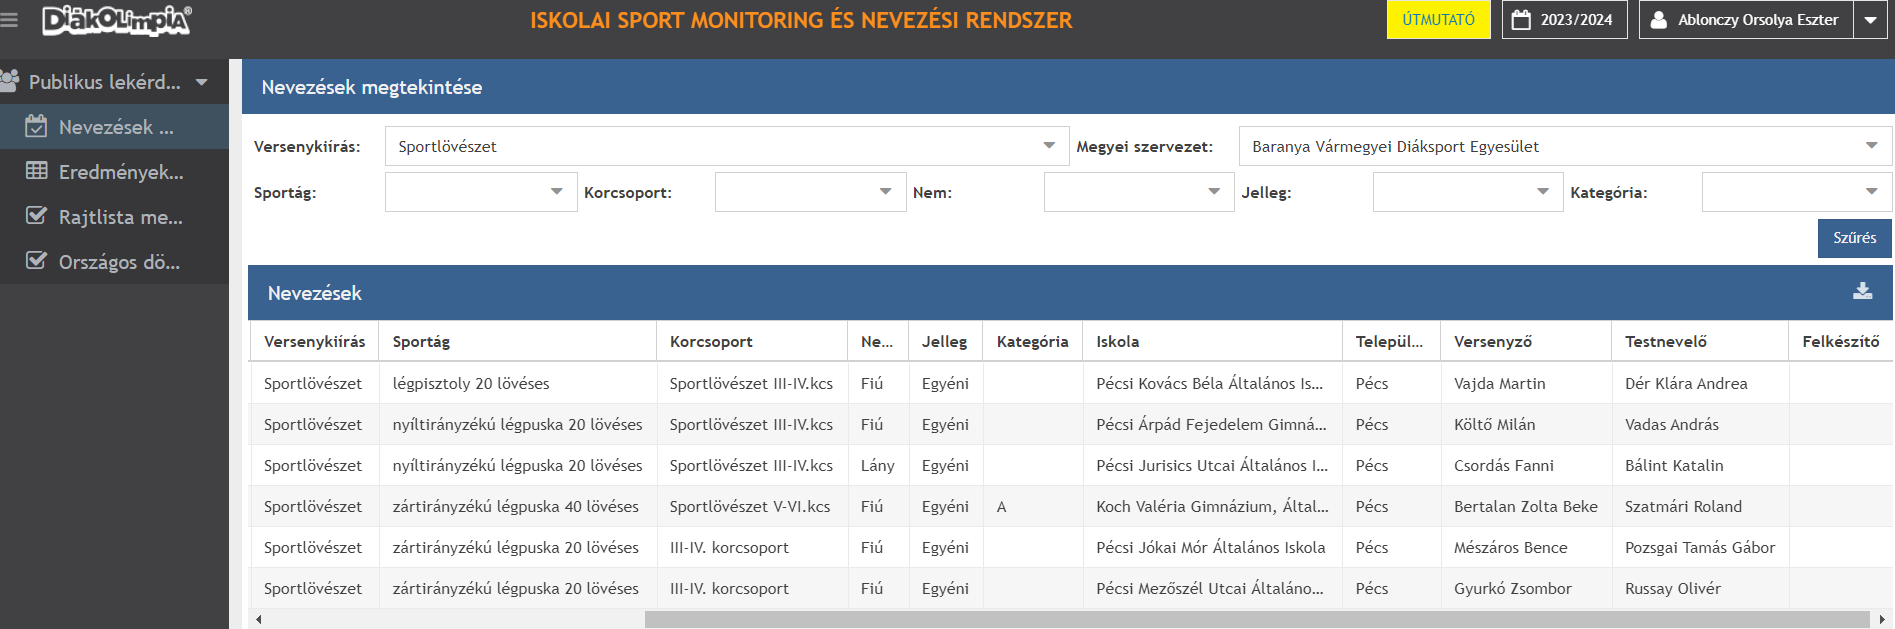 DiákOlimpiA®
ISKOLAI SPORT MONITORING ÉS NEVEZÉSI RENDSZER
ÚTMUTATÓ
2023/2024
Ablonczy Orsolya Eszter
Publikus lekérd...
Nevezések ...
Eredmények...
Rajtlista me...
Országos dö...
Nevezések megtekintése
Versenykiírás: Sportlövészet Megyei szervezet: Baranya Vármegyei Diáksport Egyesület
Sportág: Korcsoport: Nem: Jelleg: Kategória:
Szűrés
Nevezések
Versenykiírás Sportág Korcsoport Ne... Jelleg Kategória Iskola Települ... Versenyző Testnevelő Felkészítő
Sportlövészet légpisztoly 20 lövéses Sportlövészet III-IV.kcs Fiú Egyéni Pécsi Kovács Béla Általános Is... Pécs Vajda Martin Dér Klára Andrea
Sportlövészet nyíltirányzékú légpuska 20 lövéses Sportlövészet III-IV.kcs Fiú Egyéni Pécsi Árpád Fejedelem Gimná... Pécs Költő Milán Vadas András
Sportlövészet nyíltirányzékú légpuska 20 lövéses Sportlövészet III-IV.kcs Lány Egyéni Pécsi Jurisics Utcai Általános I... Pécs Csordás Fanni Bálint Katalin
Sportlövészet zártirányzékú légpuska 40 lövéses Sportlövészet V-VI.kcs Fiú Egyéni A Koch Valéria Gimnázium, Által... Pécs Bertalan Zolta Beke Szatmári Roland
Sportlövészet zártirányzékú légpuska 20 lövéses III-IV. korcsoport Fiú Egyéni Pécsi Jókai Mór Általános Iskola Pécs Mészáros Bence Pozsgai Tamás Gábor
Sportlövészet zártirányzékú légpuska 20 lövéses III-IV. korcsoport Fiú Egyéni Pécsi Mezőszél Utcai Általáno... Pécs Gyurkó Zsombor Russay Olivér